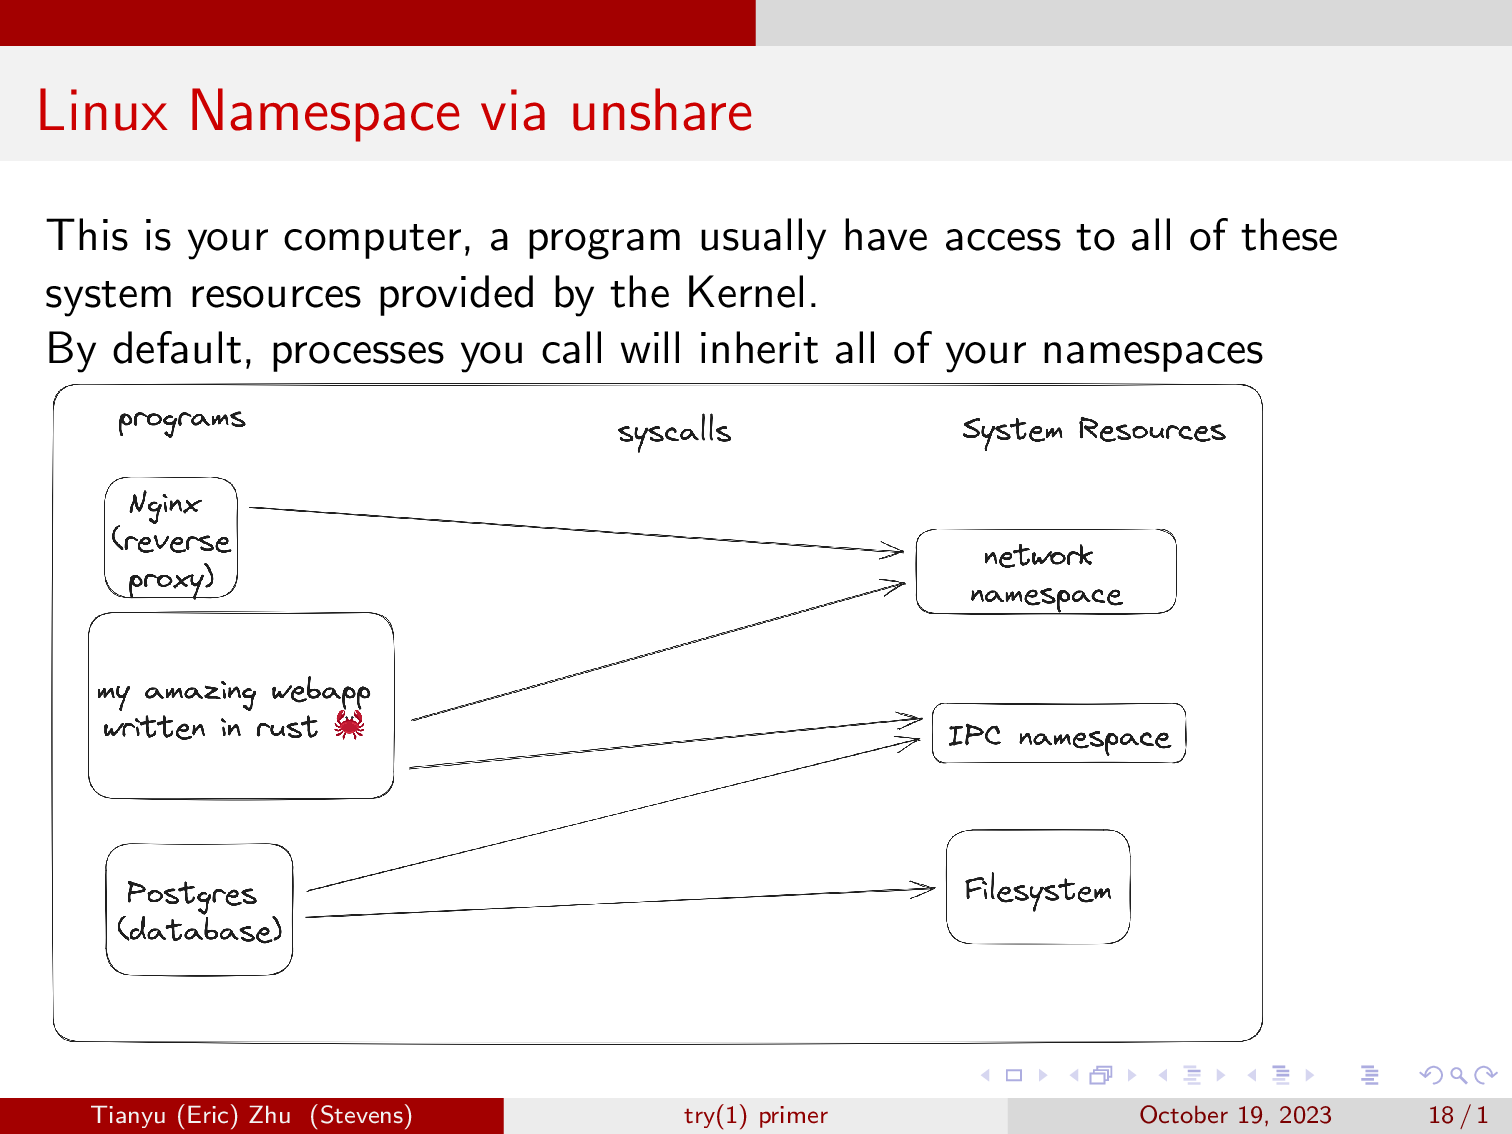 Linux Namespace via unshare
This is your computer, a program usually have access to all of these
system resources provided by the Kernel.
By default, processes you call will inherit all of your namespaces
programs
syscalls
System Resources
Nginx
(reverse
proxy)
network
namespace
my amazing webapp
written in rust 🦀
IPC namespace
Postgres
(database)
Filesystem
Tianyu (Eric) Zhu (Stevens)
try(1) primer
October 19, 2023
18 / 1